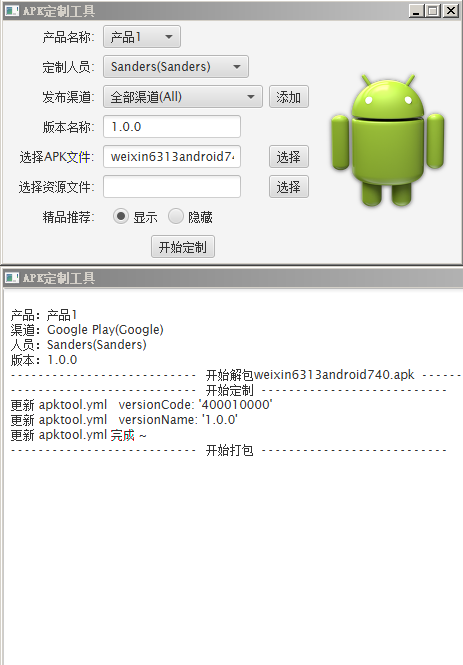 APK定制工具
产品名称: 产品1
定制人员: Sanders(Sanders)
发布渠道: 全部渠道(All) 添加
版本名称: 1.0.0
选择APK文件: weixin6313android74 选择
选择资源文件: 选择
精品推荐: 显示 隐藏
开始定制
APK定制工具
产品: 产品1
渠道: Google Play(Google)
人员: Sanders(Sanders)
版本: 1.0.0
--------------------------- 开始解包weixin6313android740.apk ------
--------------------------- 开始定制 ---------------------------
更新 apktool.yml versionCode: '400010000'
更新 apktool.yml versionName: '1.0.0'
更新 apktool.yml 完成 ~
--------------------------- 开始打包 ---------------------------